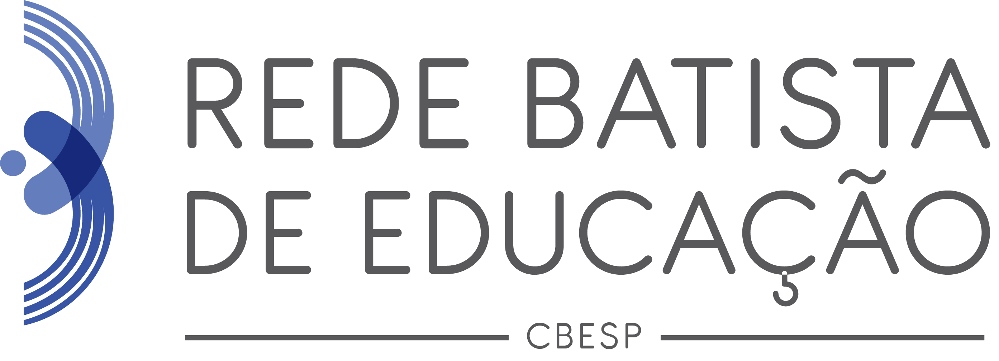 REDE BATISTA
DE EDUCAÇÃO
CBESP